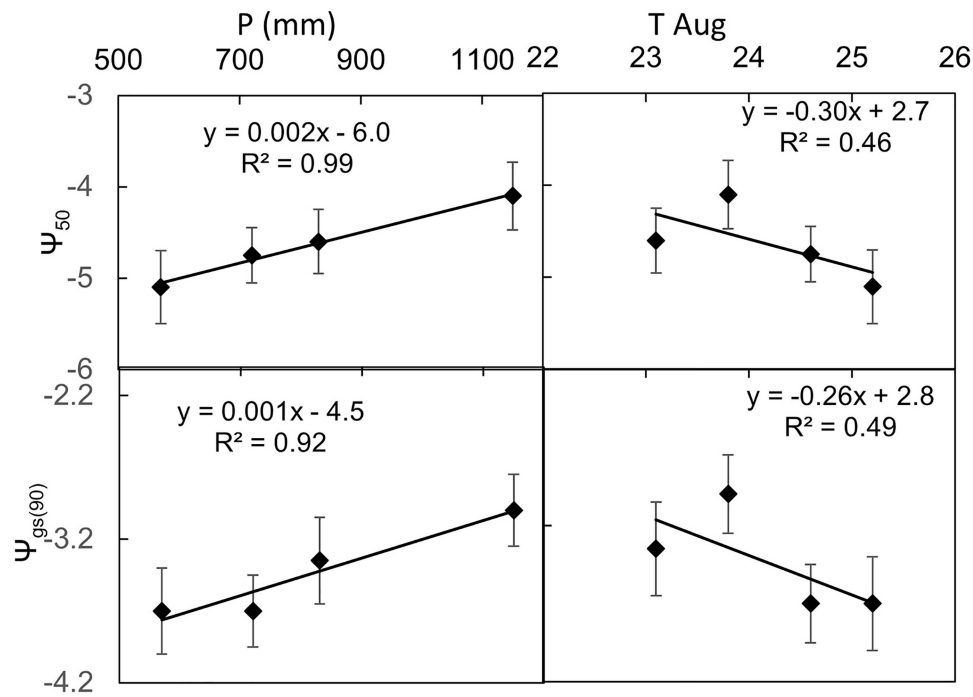 P (mm)
T Aug
500 700 900 1100 22 23 24 25 26
-3
y = 0.002x - 6.0
R² = 0.99
y = -0.30x + 2.7
R² = 0.46
-4
Ψ50
-5
-6
-2.2
y = 0.001x - 4.5
R² = 0.92
y = -0.26x + 2.8
R² = 0.49
Ψgs(90)
-3.2
-4.2